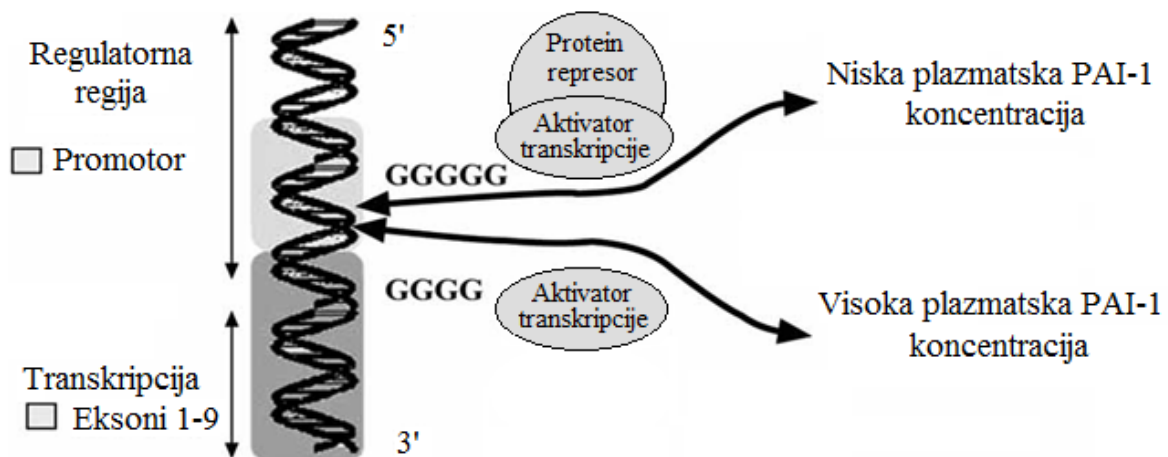 Regulatorna
regija
Promotor
Transkripcija
Eksoni 1-9
5'
3'
GGGGG
GGGG
Protein
represor
Aktivator
transkripcije
Aktivator
transkripcije
Niska plazmatska PAI-1
koncentracija
Visoka plazmatska PAI-1
koncentracija